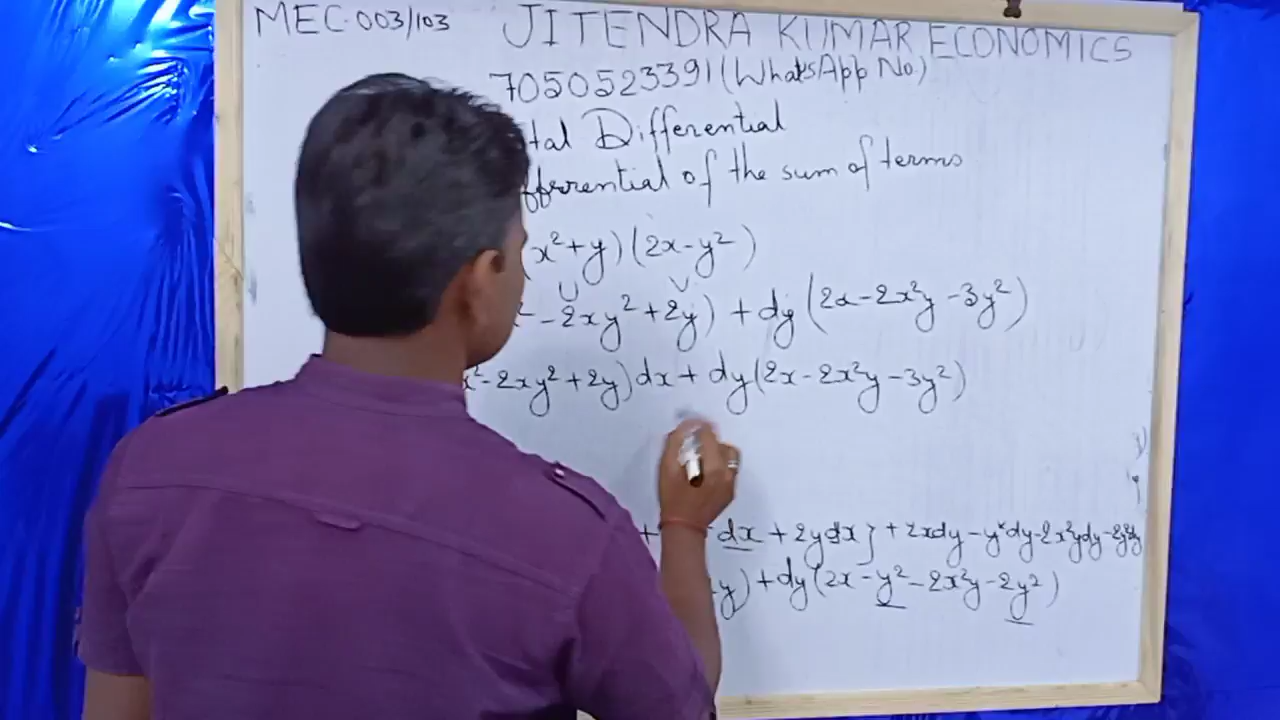 MEC-003/103
JITENDRA KUMAR ECONOMICS
7050523391 (WhatsApp No.)
tal Differential
fferential of the sum of terms
x²+y)(2x-y²)
U V
² - 2xy² + 2y) + dy (2x - 2x²y - 3y²)
x² - 2xy² + 2y) dx + dy (2x - 2x²y - 3y²)
+ dx + 2ydx} + 2xdy - y²dy - 2x²ydy - 2y²dy
-y) + dy (2x - y² - 2x²y - 2y²)